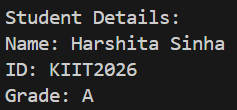 Student Details:
Name: Harshita Sinha
ID: KIIT2026
Grade: A